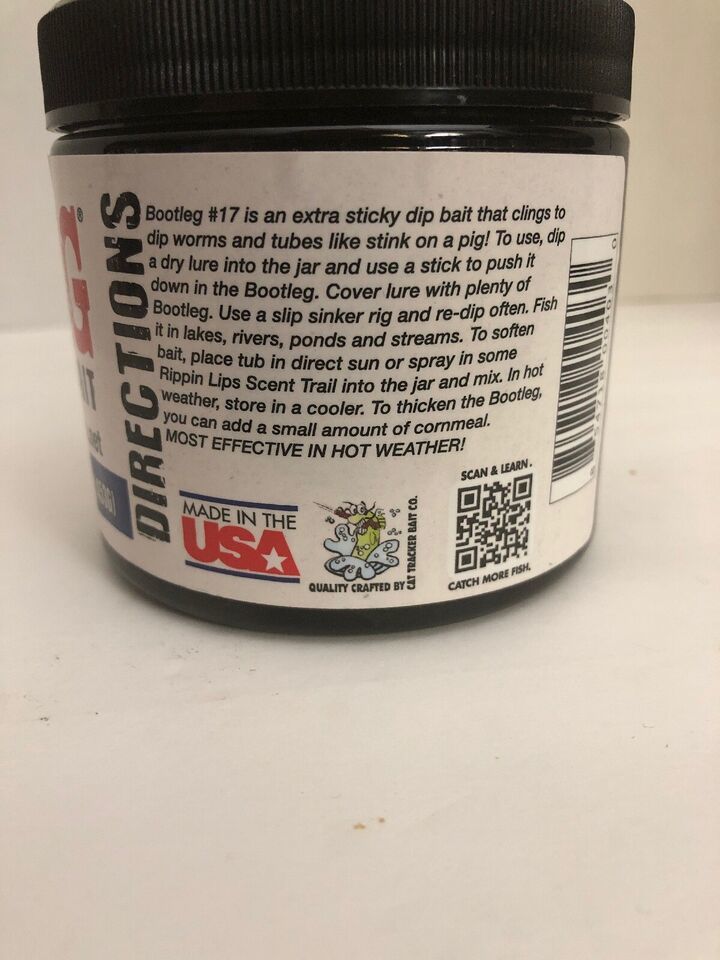 DIRECTIONS
Bootleg #17 is an extra sticky dip bait that clings to
dip worms and tubes like stink on a pig! To use, dip
a dry lure into the jar and use a stick to push it
down in the Bootleg. Cover lure with plenty of
Bootleg. Use a slip sinker rig and re-dip often. Fish
it in lakes, rivers, ponds and streams. To soften
bait, place tub in direct sun or spray in some
Rippin Lips Scent Trail into the jar and mix. In hot
weather, store in a cooler. To thicken the Bootleg,
you can add a small amount of cornmeal.
MOST EFFECTIVE IN HOT WEATHER!
G®
IT
MADE IN THE
USA
QUALITY CRAFTED BY
CAT TRACKER BAIT CO.
SCAN & LEARN.
CATCH MORE FISH.